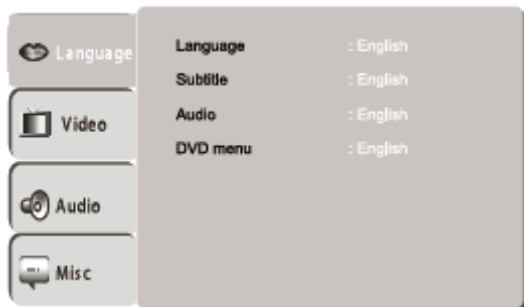 Language
Video
Audio
Misc
Language : English
Subtitle : English
Audio : English
DVD menu : English